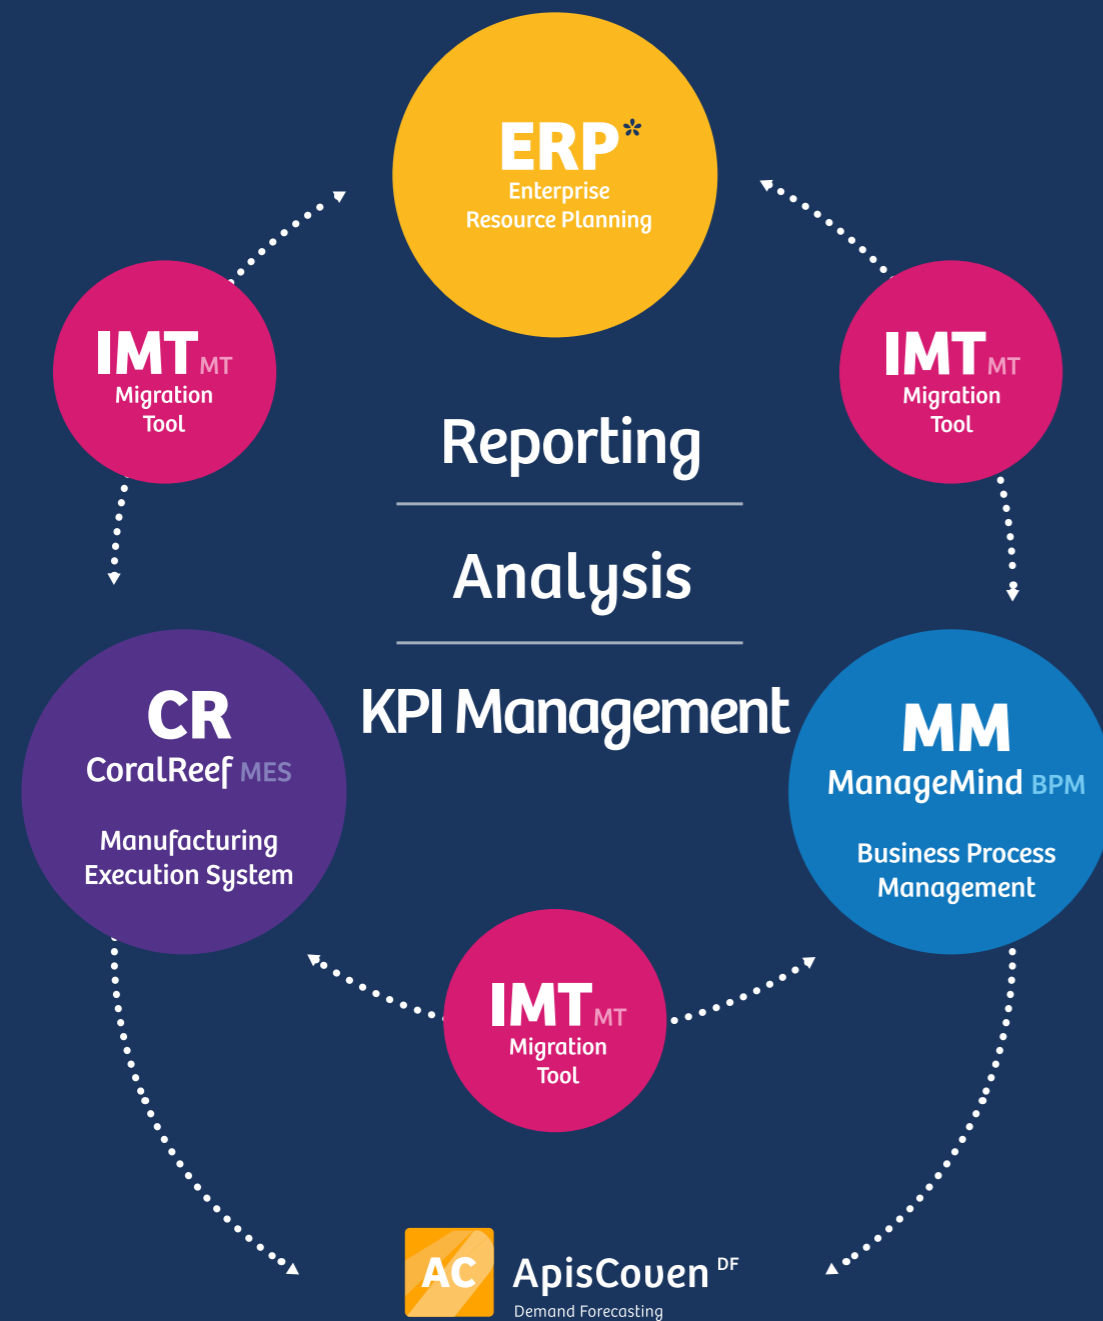 ERP*
Enterprise
Resource Planning
IMT MT
Migration
Tool
IMT MT
Migration
Tool
Reporting
Analysis
KPI Management
CR
CoralReef MES
Manufacturing
Execution System
MM
ManageMind BPM
Business Process
Management
IMT MT
Migration
Tool
AC
ApisCoven DF
Demand Forecasting